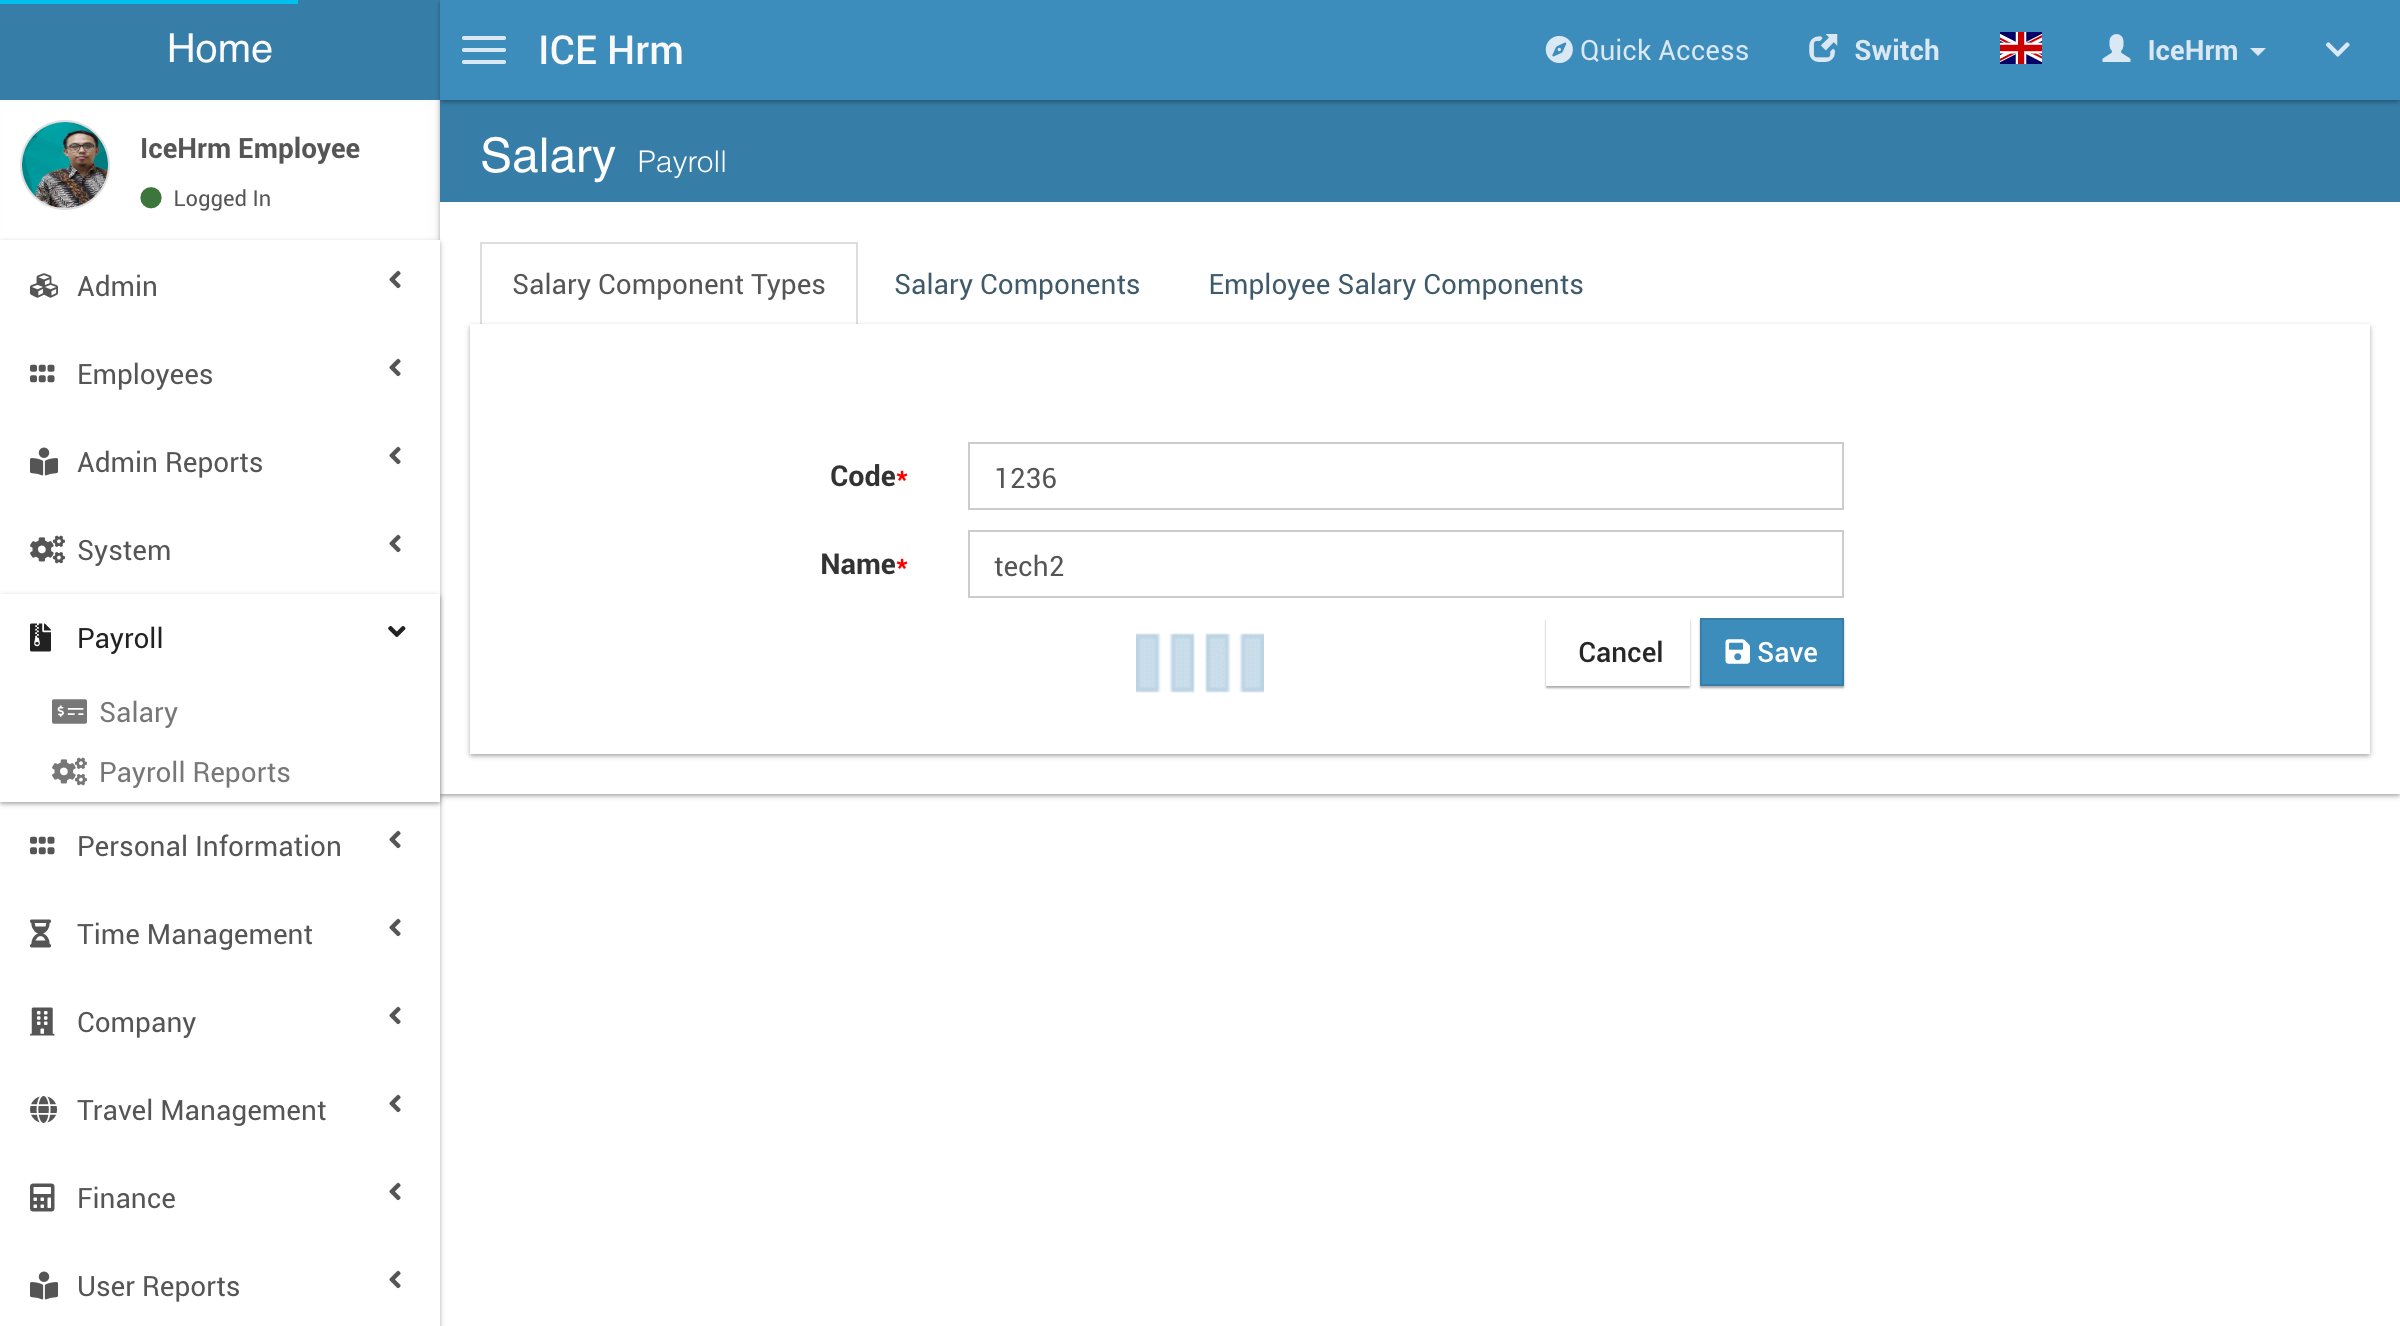 Home
ICE Hrm
Quick Access
Switch
IceHrm
IceHrm Employee
Logged In
Salary Payroll
Admin
Employees
Admin Reports
System
Payroll
Salary
Payroll Reports
Personal Information
Time Management
Company
Travel Management
Finance
User Reports
Salary Component Types
Salary Components
Employee Salary Components
Code*
1236
Name*
tech2
Cancel
Save